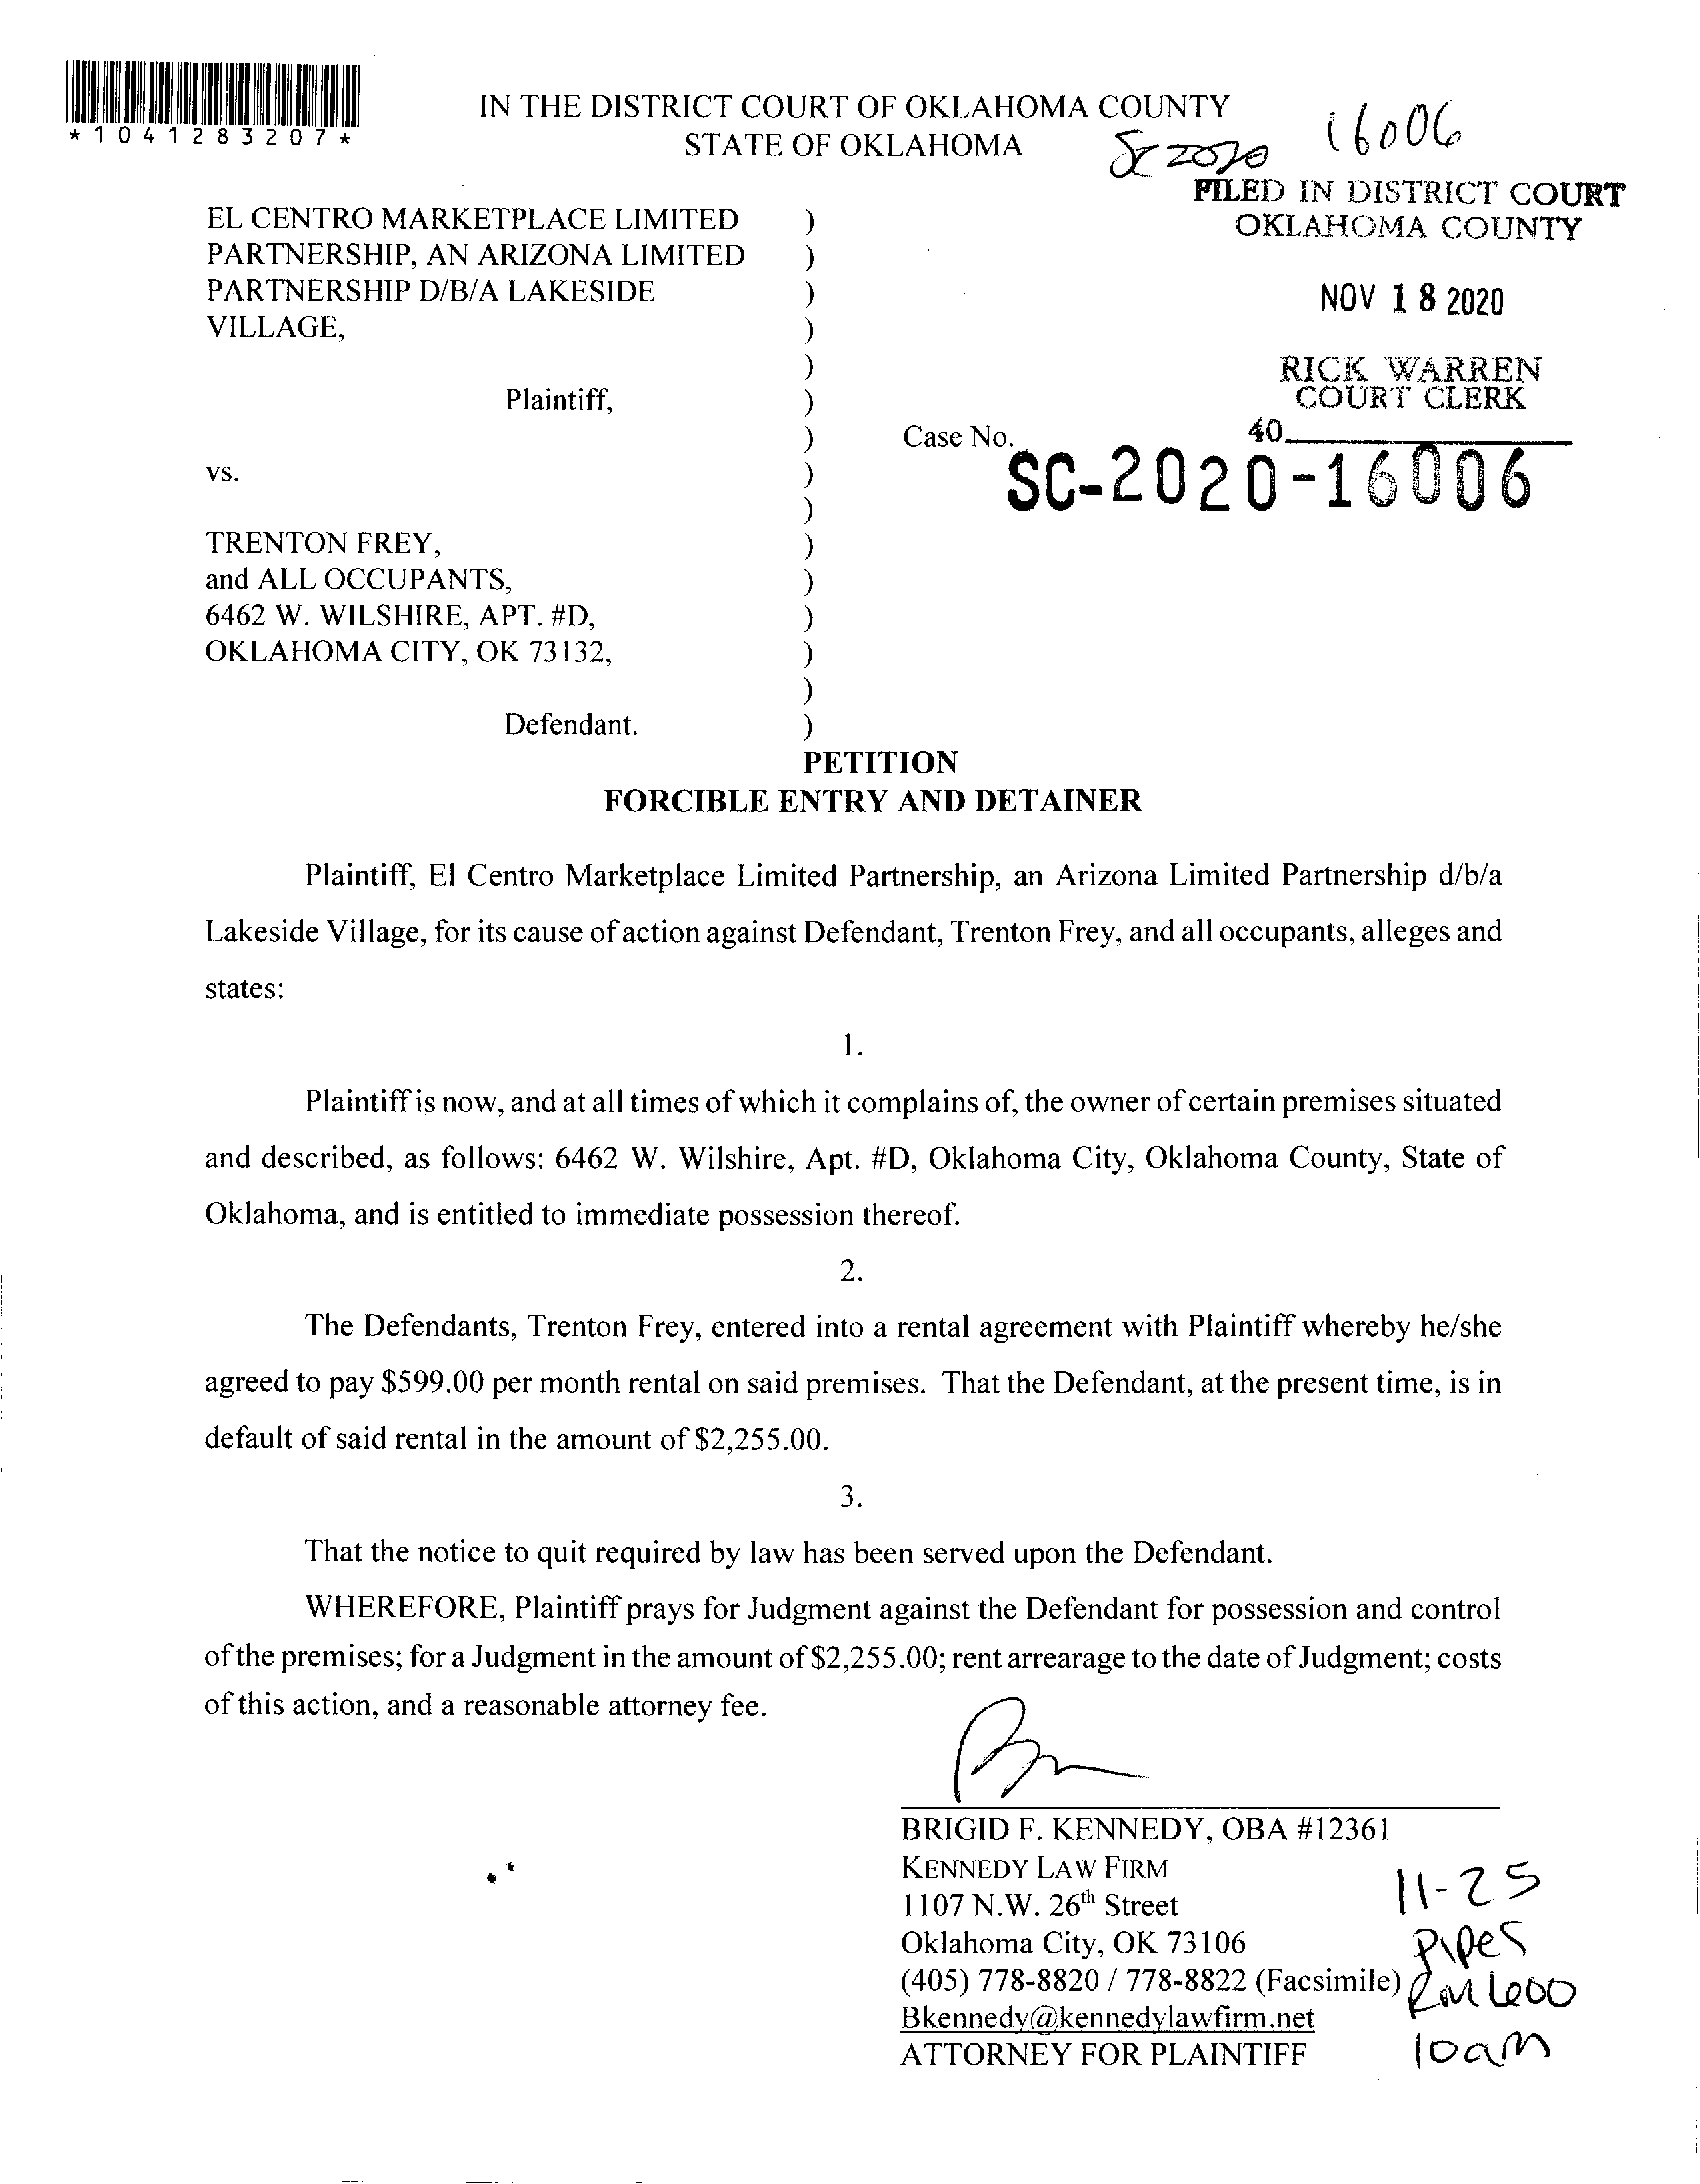 *1041283207*
IN THE DISTRICT COURT OF OKLAHOMA COUNTY
STATE OF OKLAHOMA
SC 2020 16006
FILED IN DISTRICT COURT
OKLAHOMA COUNTY
NOV 18 2020
RICK WARREN
COURT CLERK
40
EL CENTRO MARKETPLACE LIMITED )
PARTNERSHIP, AN ARIZONA LIMITED )
PARTNERSHIP D/B/A LAKESIDE )
VILLAGE, )
)
Plaintiff, )
) Case No. SC-2020-16006
vs. )
)
TRENTON FREY, )
and ALL OCCUPANTS, )
6462 W. WILSHIRE, APT. #D, )
OKLAHOMA CITY, OK 73132, )
)
Defendant. )
PETITION
FORCIBLE ENTRY AND DETAINER
Plaintiff, El Centro Marketplace Limited Partnership, an Arizona Limited Partnership d/b/a
Lakeside Village, for its cause of action against Defendant, Trenton Frey, and all occupants, alleges and
states:
1.
Plaintiff is now, and at all times of which it complains of, the owner of certain premises situated
and described, as follows: 6462 W. Wilshire, Apt. #D, Oklahoma City, Oklahoma County, State of
Oklahoma, and is entitled to immediate possession thereof.
2.
The Defendants, Trenton Frey, entered into a rental agreement with Plaintiff whereby he/she
agreed to pay $599.00 per month rental on said premises. That the Defendant, at the present time, is in
default of said rental in the amount of $2,255.00.
3.
That the notice to quit required by law has been served upon the Defendant.
WHEREFORE, Plaintiff prays for Judgment against the Defendant for possession and control
of the premises; for a Judgment in the amount of $2,255.00; rent arrearage to the date of Judgment; costs
of this action, and a reasonable attorney fee.
BRIGID F. KENNEDY, OBA #12361
KENNEDY LAW FIRM
1107 N.W. 26th Street
Oklahoma City, OK 73106
(405) 778-8820 / 778-8822 (Facsimile)
Bkennedy@kennedylawfirm.net
ATTORNEY FOR PLAINTIFF
11-25
Pipes
10am